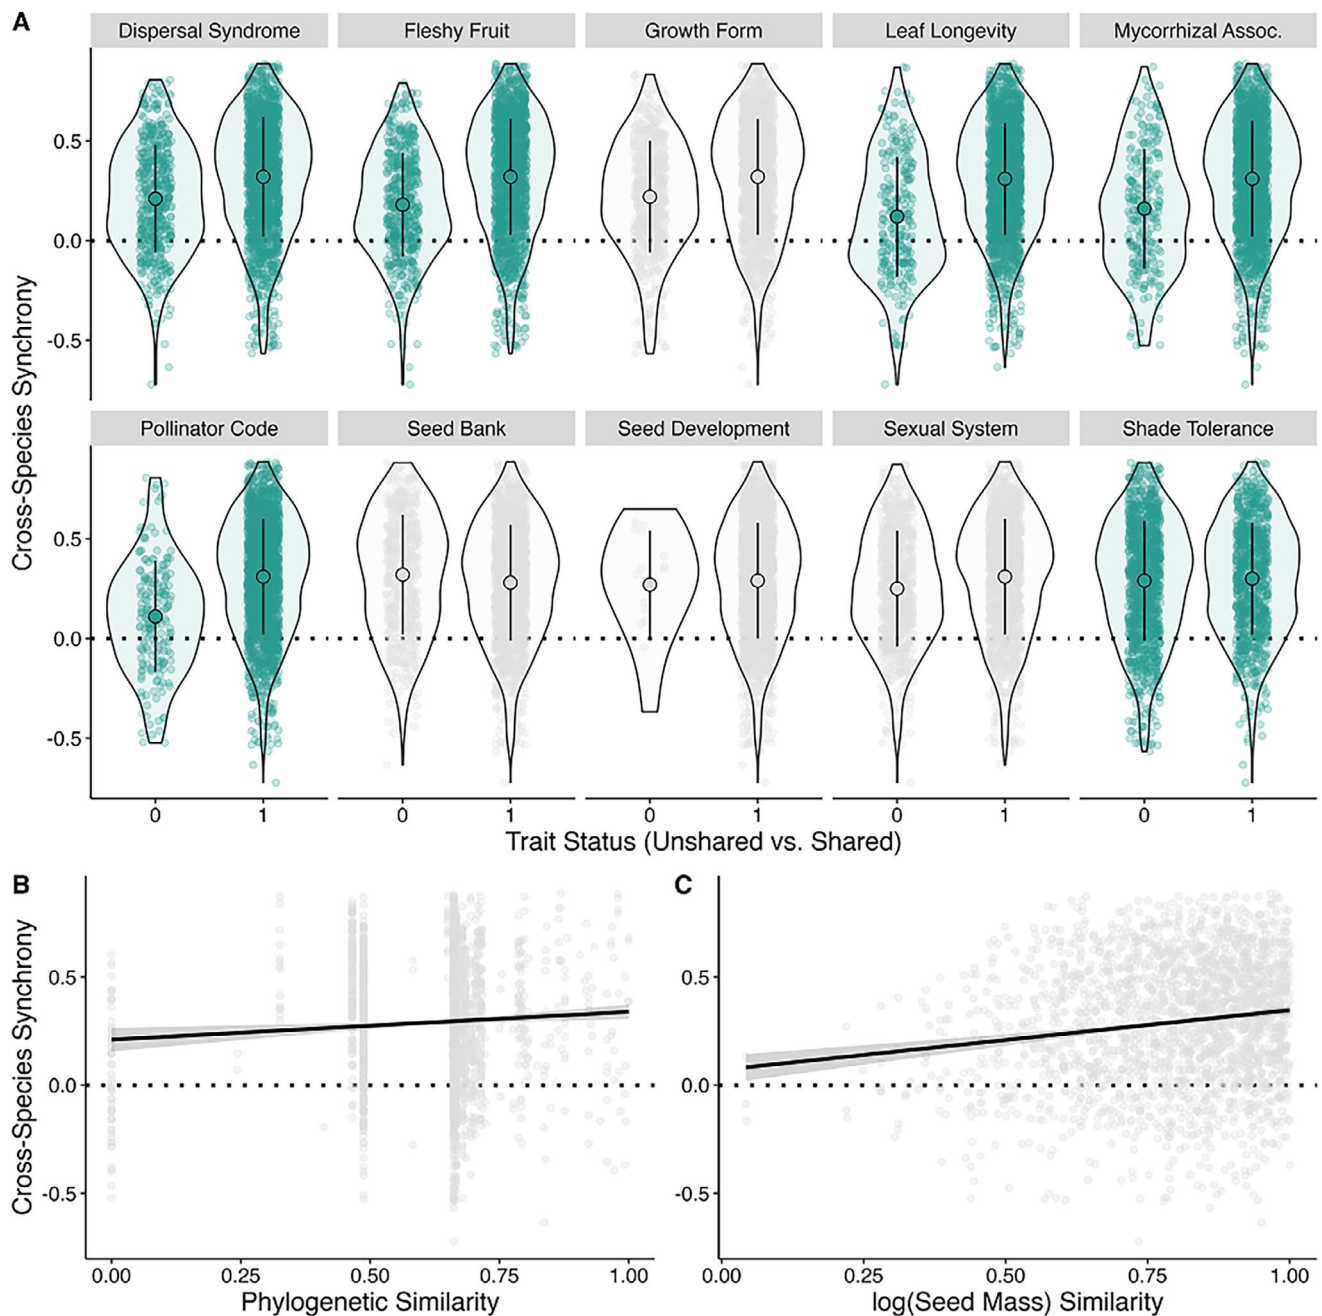 A
Dispersal Syndrome
Fleshy Fruit
Growth Form
Leaf Longevity
Mycorrhizal Assoc.
0.5
0.0
-0.5
Cross-Species Synchrony
Pollinator Code
Seed Bank
Seed Development
Sexual System
Shade Tolerance
0.5
0.0
-0.5
0 1 0 1 0 1 0 1 0 1
Trait Status (Unshared vs. Shared)
B
Cross-Species Synchrony
0.5
0.0
-0.5
0.00 0.25 0.50 0.75 1.00
Phylogenetic Similarity
C
0.5
0.0
-0.5
0.00 0.25 0.50 0.75 1.00
log(Seed Mass) Similarity